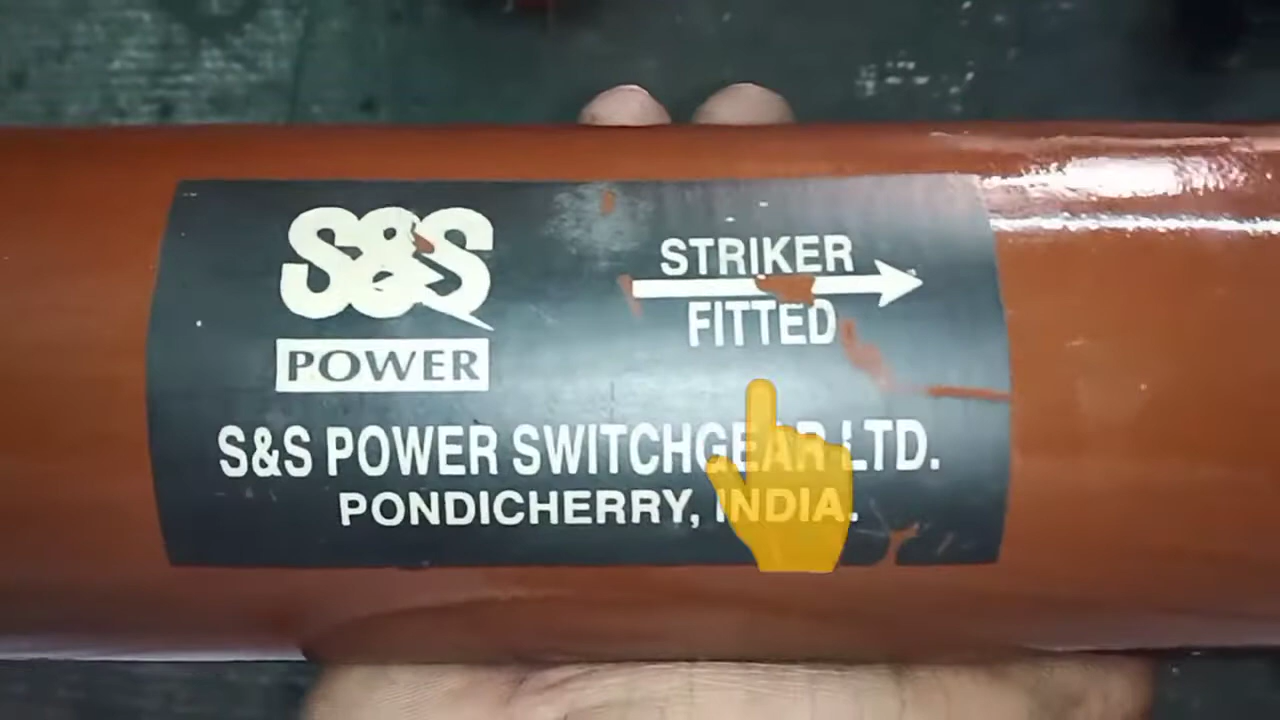 S&S
POWER
STRIKER
FITTED
S&S POWER SWITCHGEAR LTD.
PONDICHERRY, INDIA.